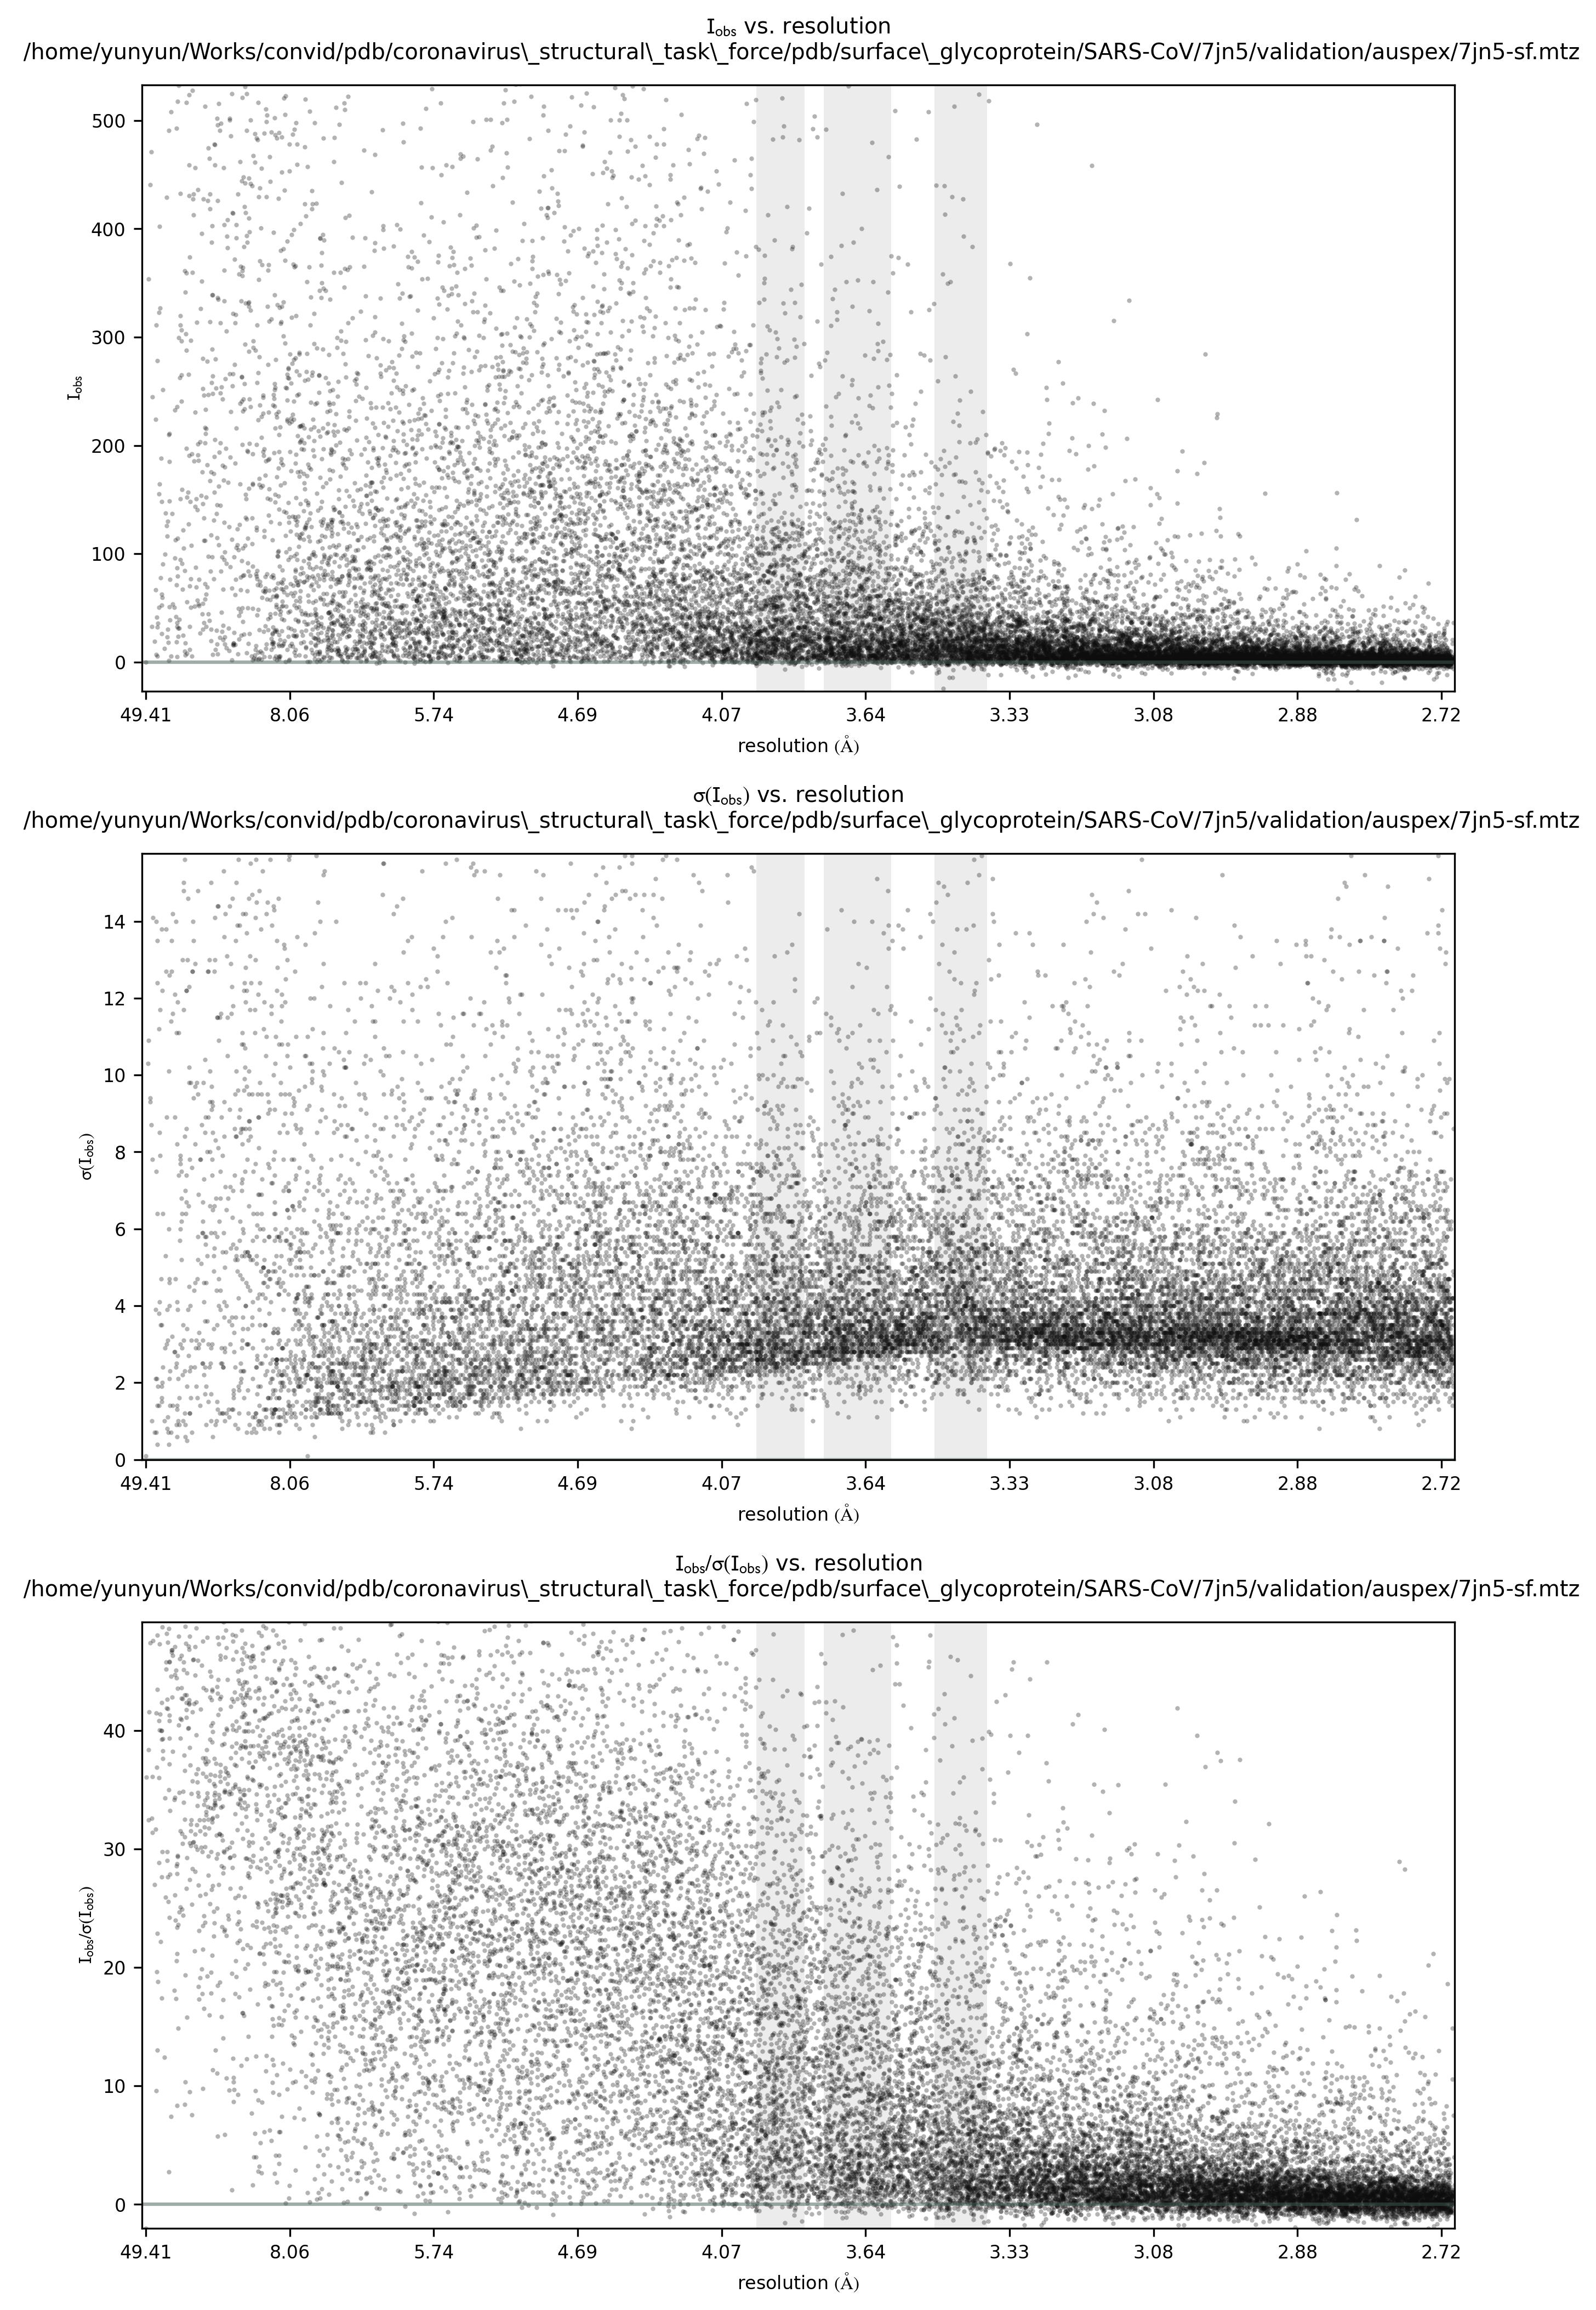 Iobs vs. resolution
/home/yunyun/Works/convid/pdb/coronavirus\_structural\_task\_force/pdb/surface\_glycoprotein/SARS-CoV/7jn5/validation/auspex/7jn5-sf.mtz
500
400
300
200
100
0
Iobs
49.41 8.06 5.74 4.69 4.07 3.64 3.33 3.08 2.88 2.72
resolution (Å)
σ(Iobs) vs. resolution
/home/yunyun/Works/convid/pdb/coronavirus\_structural\_task\_force/pdb/surface\_glycoprotein/SARS-CoV/7jn5/validation/auspex/7jn5-sf.mtz
14
12
10
8
6
4
2
0
σ(Iobs)
49.41 8.06 5.74 4.69 4.07 3.64 3.33 3.08 2.88 2.72
resolution (Å)
Iobs/σ(Iobs) vs. resolution
/home/yunyun/Works/convid/pdb/coronavirus\_structural\_task\_force/pdb/surface\_glycoprotein/SARS-CoV/7jn5/validation/auspex/7jn5-sf.mtz
40
30
20
10
0
Iobs/σ(Iobs)
49.41 8.06 5.74 4.69 4.07 3.64 3.33 3.08 2.88 2.72
resolution (Å)